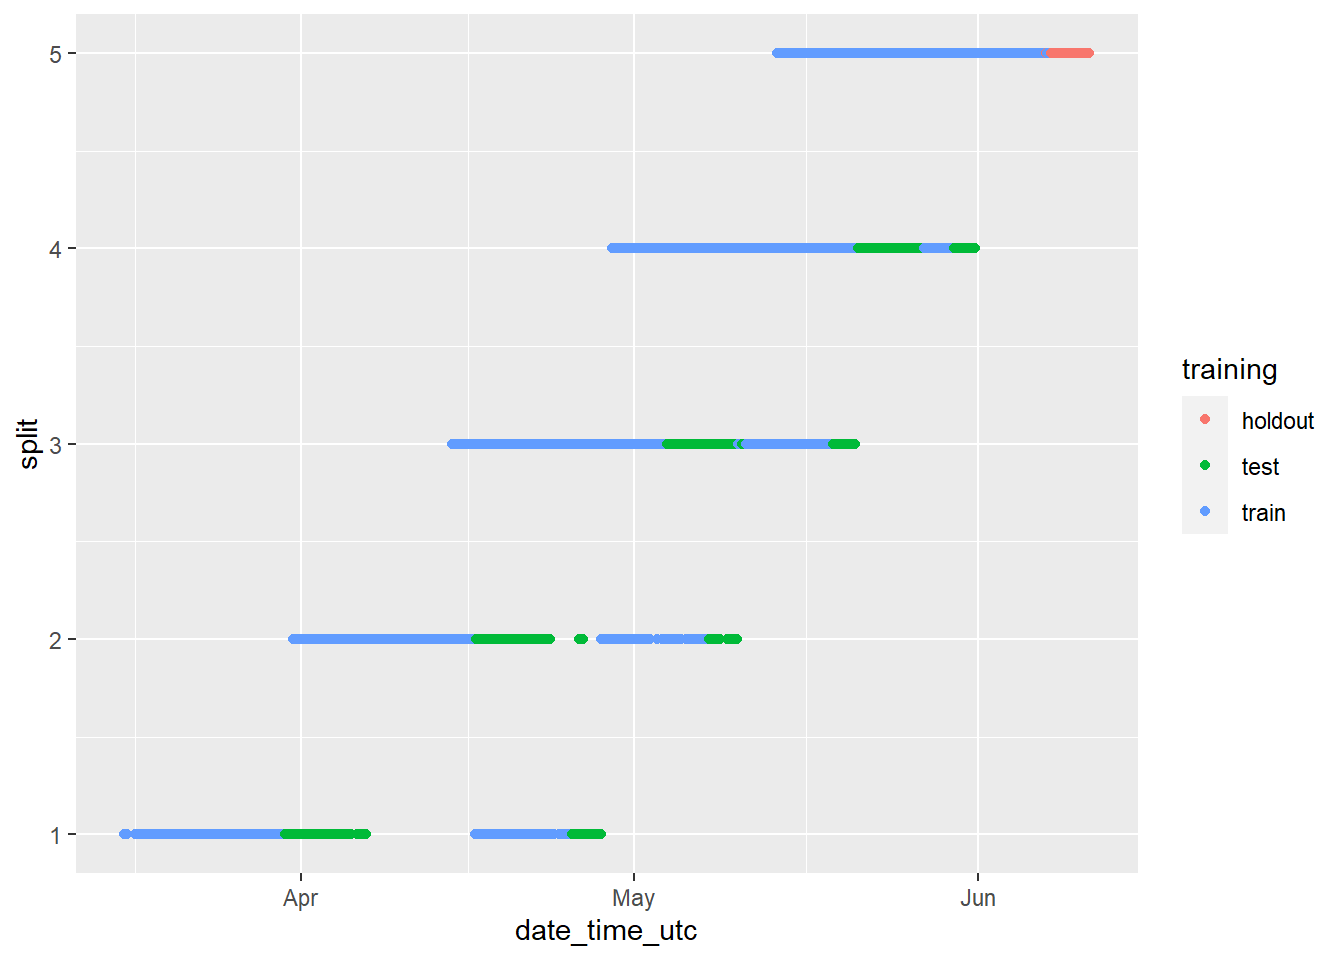 5
4
3
2
1
split
Apr May Jun
date_time_utc
training
holdout
test
train